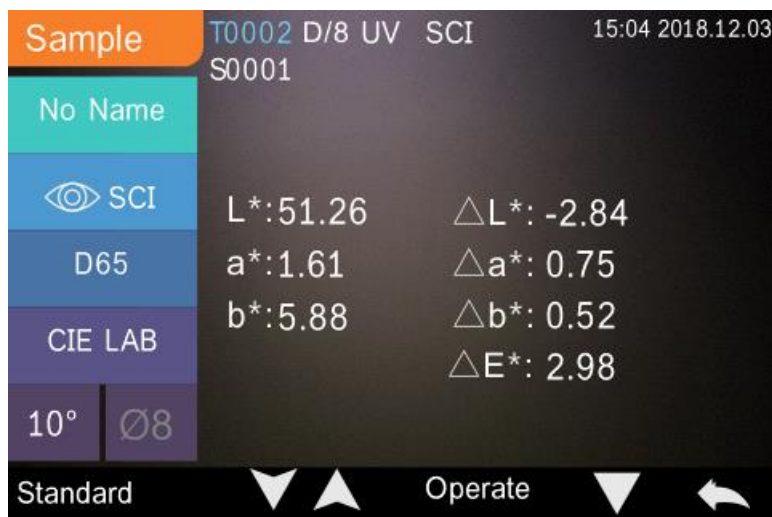 Sample
T0002 D/8 UV SCI
15:04 2018.12.03
S0001
No Name
SCI
D65
CIE LAB
10° Ø8
L*:51.26
a*:1.61
b*:5.88
△L*: -2.84
△a*: 0.75
△b*: 0.52
△E*: 2.98
Standard
Operate